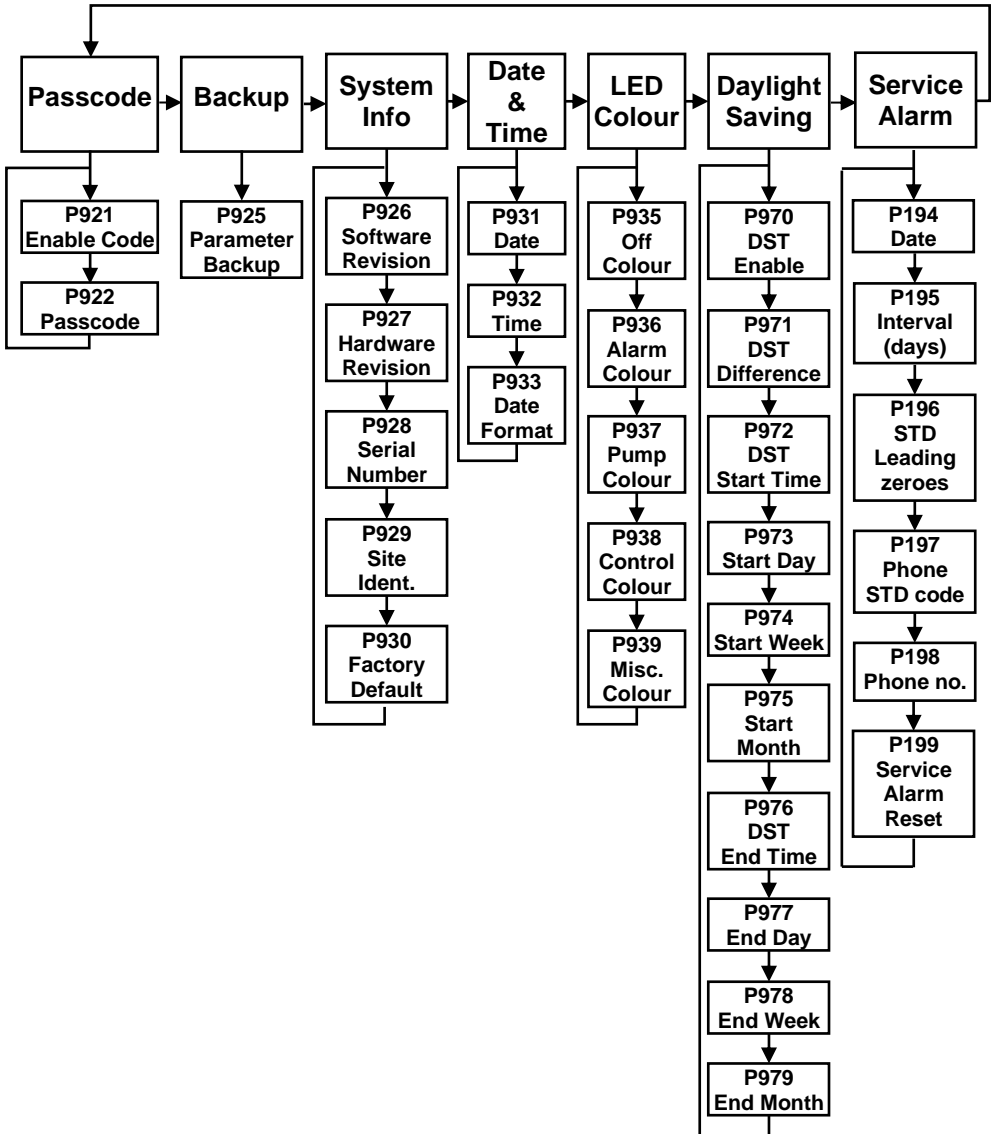 Passcode
Backup
System
Info
Date
&
Time
LED
Colour
Daylight
Saving
Service
Alarm
P921
Enable Code
P922
Passcode
P925
Parameter
Backup
P926
Software
Revision
P927
Hardware
Revision
P928
Serial
Number
P929
Site
Ident.
P930
Factory
Default
P931
Date
P932
Time
P933
Date
Format
P935
Off
Colour
P936
Alarm
Colour
P937
Pump
Colour
P938
Control
Colour
P939
Misc.
Colour
P970
DST
Enable
P971
DST
Difference
P972
DST
Start Time
P973
Start Day
P974
Start Week
P975
Start
Month
P976
DST
End Time
P977
End Day
P978
End Week
P979
End Month
P194
Date
P195
Interval
(days)
P196
STD
Leading
zeroes
P197
Phone
STD code
P198
Phone no.
P199
Service
Alarm
Reset